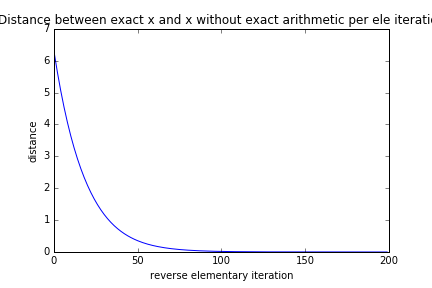 Distance between exact x and x without exact arithmetic per ele
7
6
5
4
3
2
1
0
distance
0 50 100 150 200
reverse elementary iteration